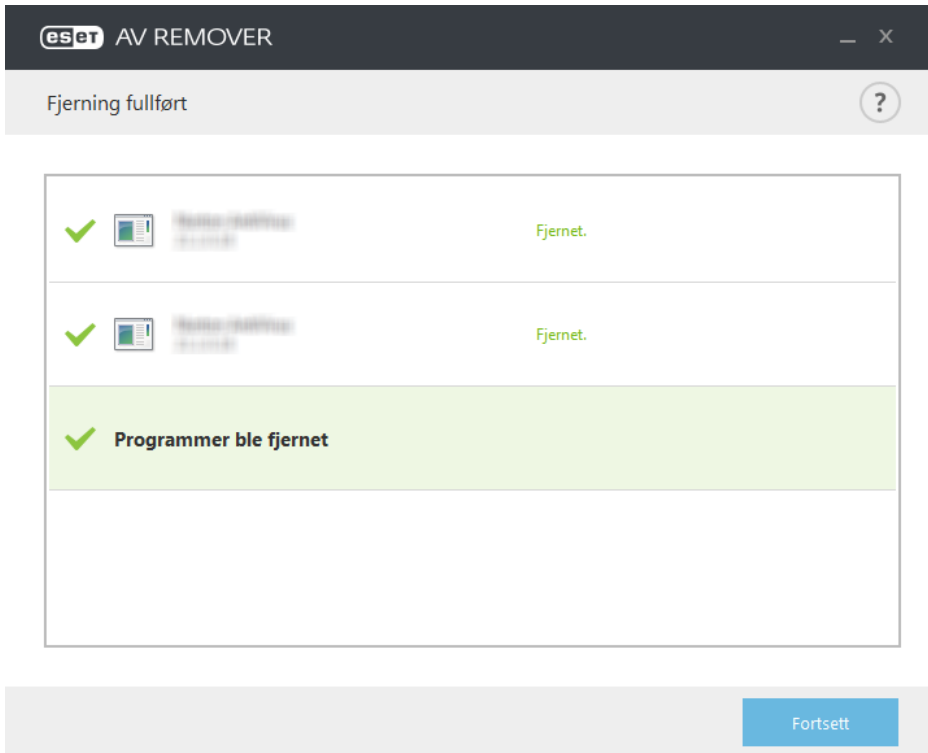 eset AV REMOVER
Fjerning fullført
?
Fjernet.
Fjernet.
Programmer ble fjernet
Fortsett